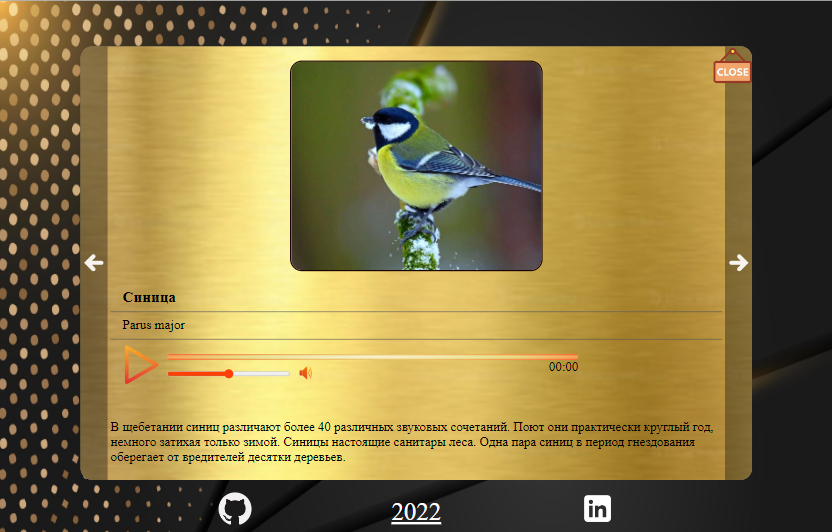 CLOSE
Синица
Parus major
00:00
В щебетании синиц различают более 40 различных звуковых сочетаний. Поют они практически круглый год,
немного затихая только зимой. Синицы настоящие санитары леса. Одна пара синиц в период гнездования
оберегает от вредителей десятки деревьев.
2022
in